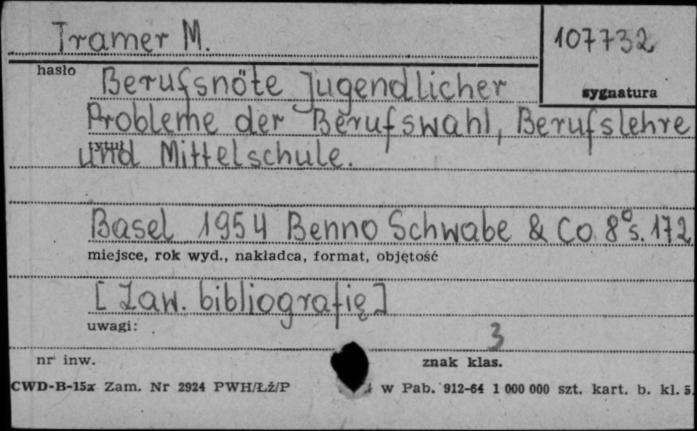 Tramer M.
107732
hasło
sygnatura
Berufsnöte Jugendlicher
Probleme der Berufswahl, Berufslehre
und Mittelschule.
Basel 1954 Benno Schwabe & Co 8° s. 172
miejsce, rok wyd., nakładca, format, objętość
[Zaw. bibliografię]
uwagi:
3
nr inw.
znak klas.
CWD-B-15x Zam. Nr 2924 PWH/Łż/P w Pab. 912-64 1 000 000 szt. kart. b. kl. 5.